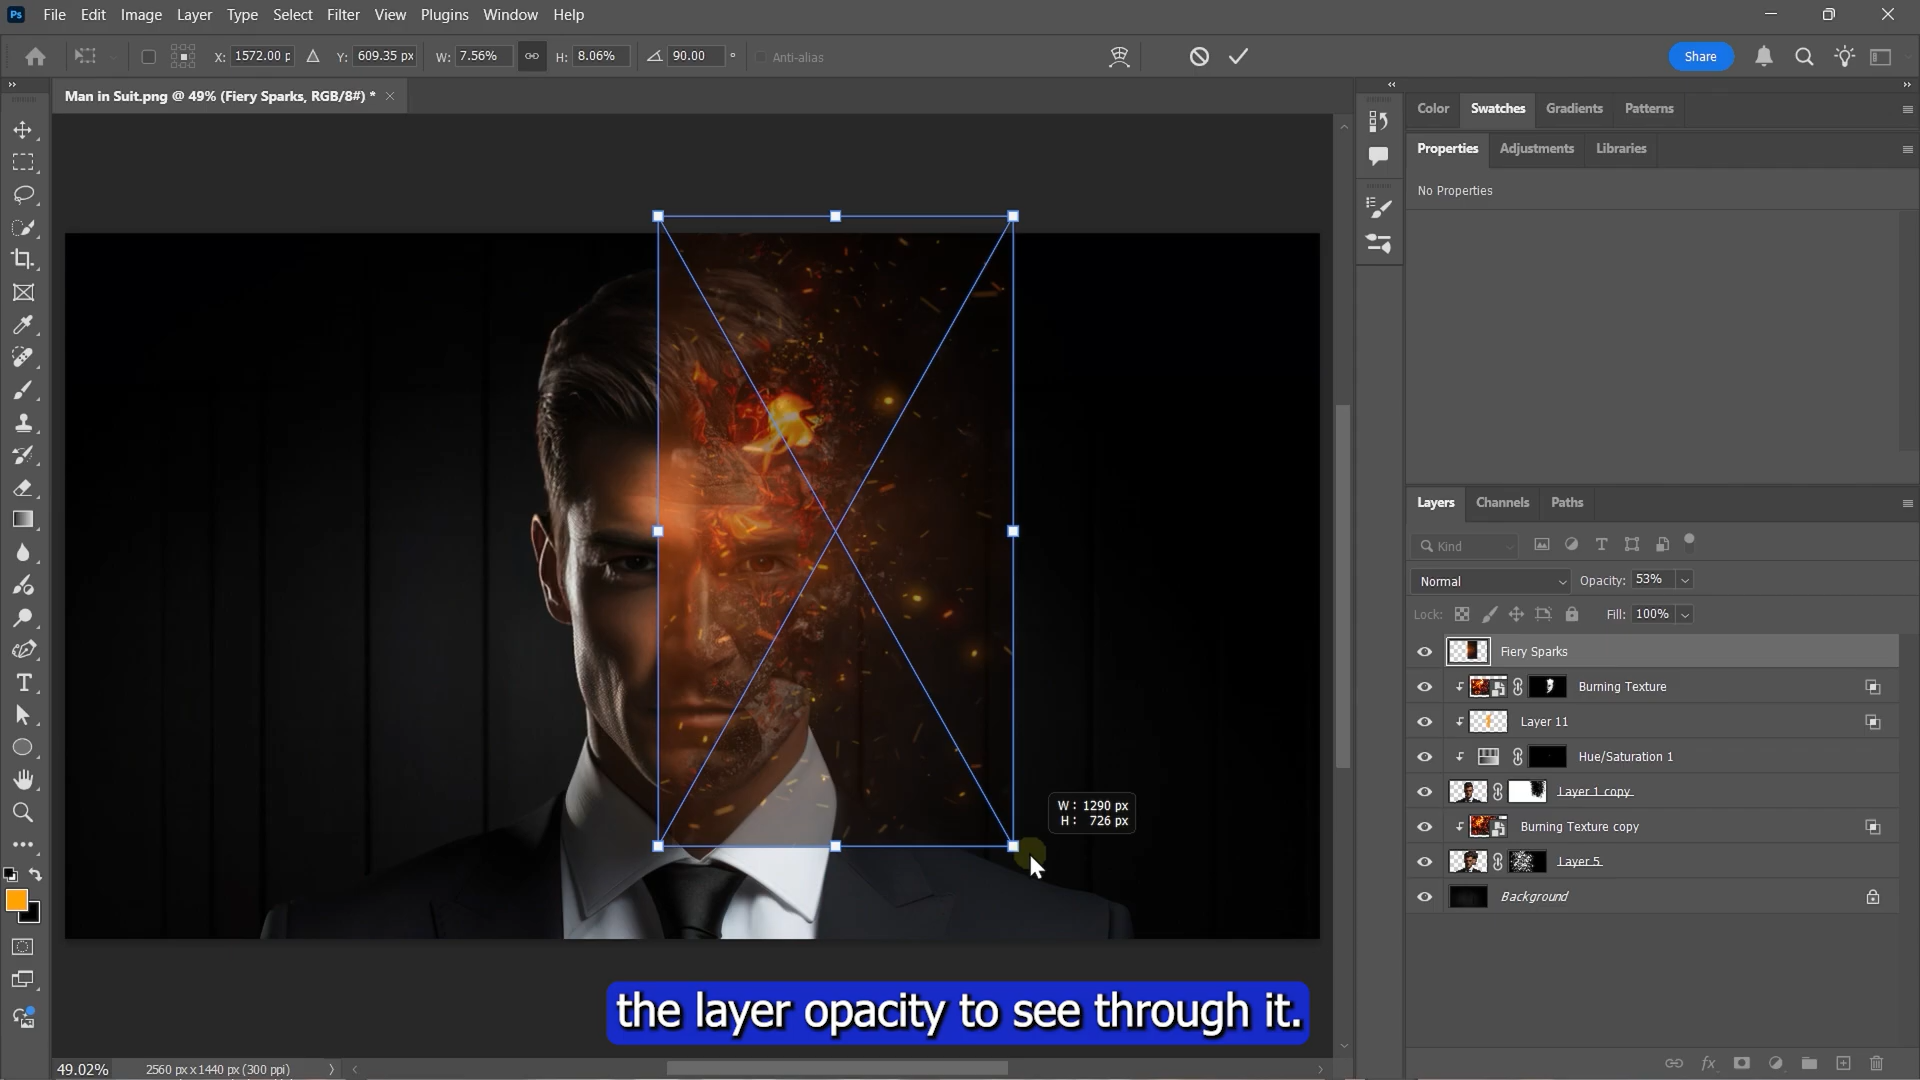 Ps File Edit Image Layer Type Select Filter View Plugins Window Help
X: 1572.00 p Y: 609.35 px W: 7.56% H: 8.06% 90.00 ° Anti-alias Share
Man in Suit.png @ 49% (Fiery Sparks, RGB/8#) *
Color Swatches Gradients Patterns
Properties Adjustments Libraries
No Properties
Layers Channels Paths
Kind
Normal Opacity: 53%
Lock: Fill: 100%
Fiery Sparks
Burning Texture
Layer 11
Hue/Saturation 1
Layer 1 copy
Burning Texture copy
Layer 5
Background
W: 1290 px
H: 726 px
the layer opacity to see through it.
49.02% 2560 px x 1440 px (300 ppi)
fx